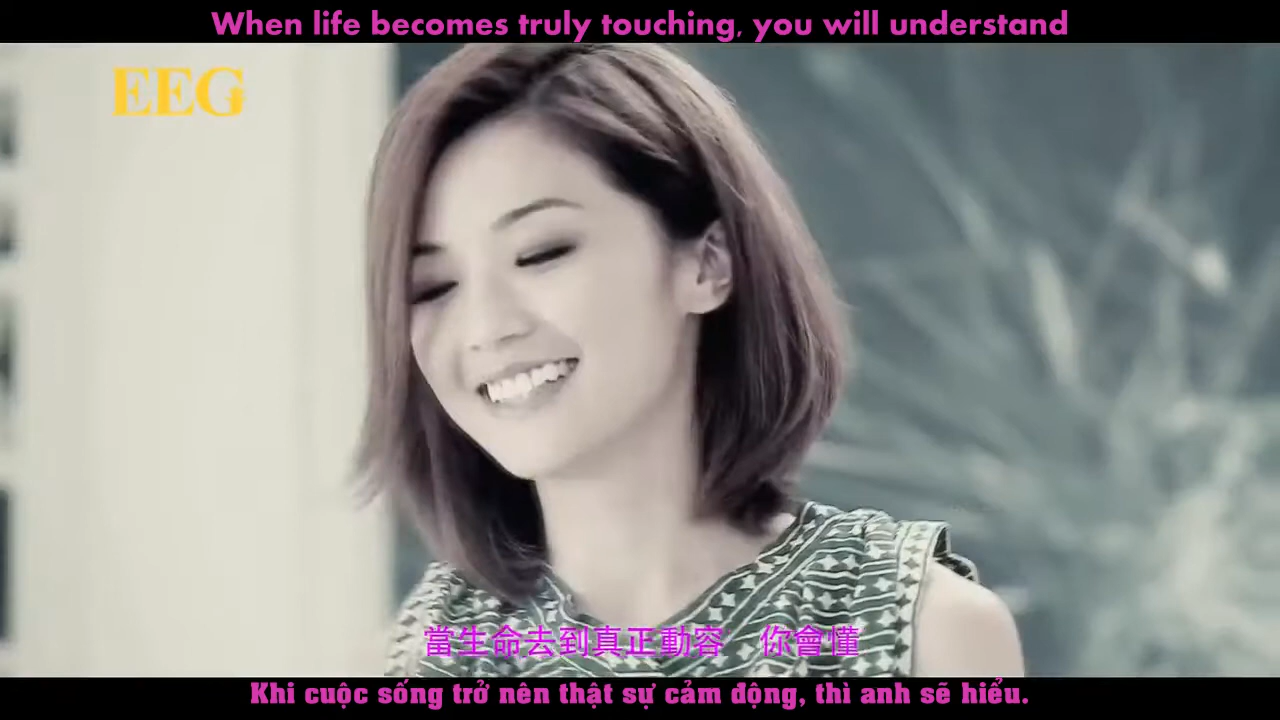 When life becomes truly touching, you will understand
EEG
當生命去到真正動容 你會懂
Khi cuộc sống trở nên thật sự cảm động, thì anh sẽ hiểu.